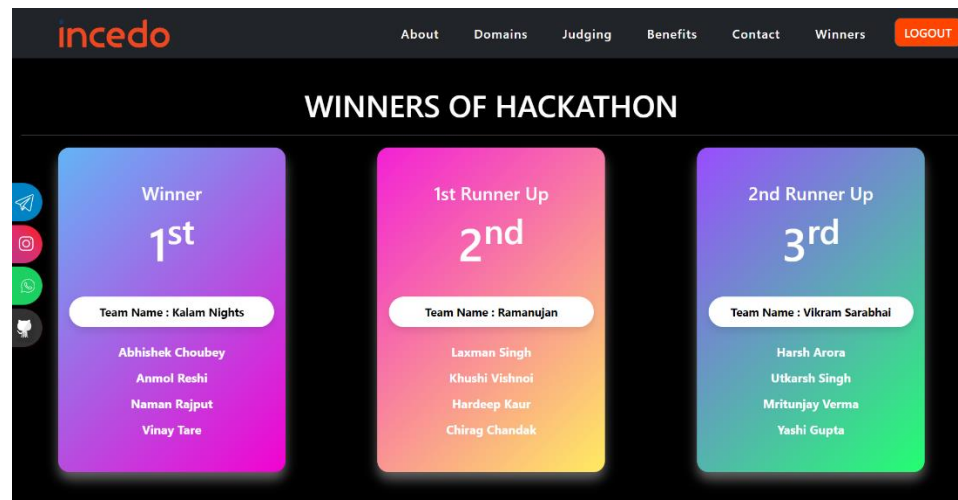 incedo
About Domains Judging Benefits Contact Winners LOGOUT
WINNERS OF HACKATHON
Winner
1st
Team Name : Kalam Nights
Abhishek Choubey
Anmol Reshi
Naman Rajput
Vinay Tare
1st Runner Up
2nd
Team Name : Ramanujan
Laxman Singh
Khushi Vishnoi
Hardeep Kaur
Chirag Chandak
2nd Runner Up
3rd
Team Name : Vikram Sarabhai
Harsh Arora
Utkarsh Singh
Mritunjay Verma
Yashi Gupta